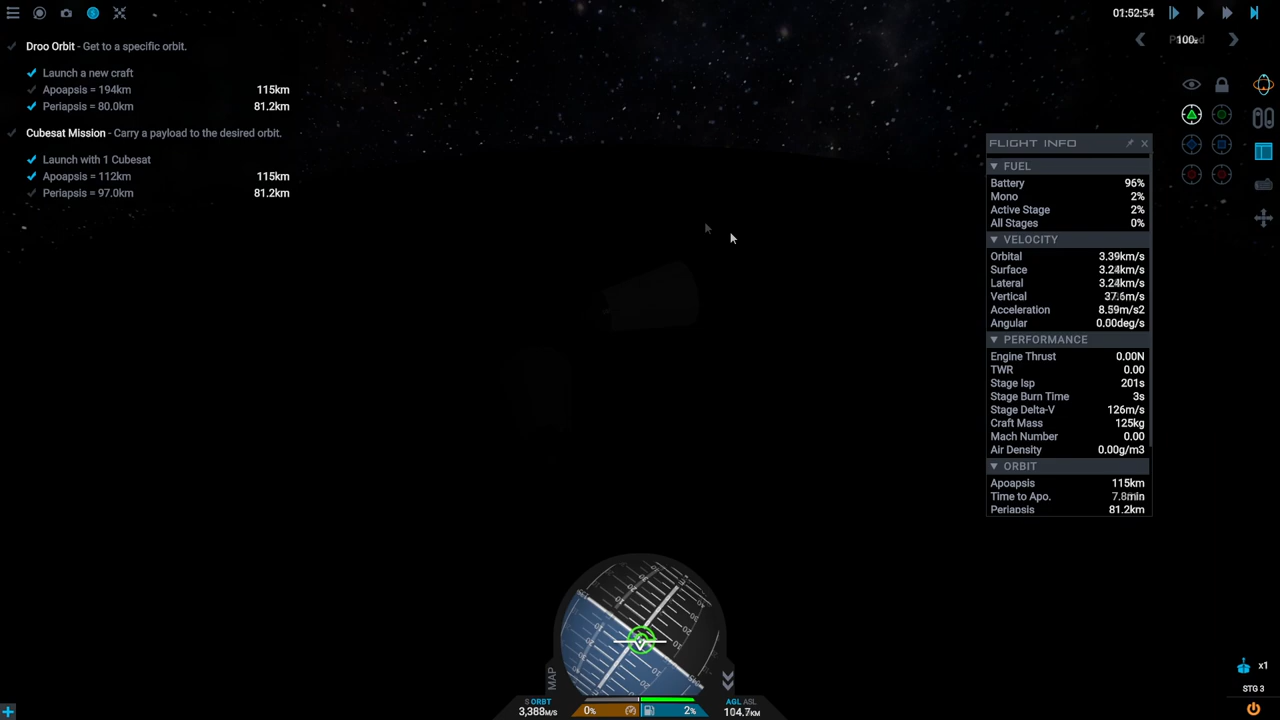 01:52:54
Droo Orbit - Get to a specific orbit.
Launch a new craft
Apoapsis = 194km 115km
Periapsis = 80.0km 81.2km
Cubesat Mission - Carry a payload to the desired orbit.
Launch with 1 Cubesat
Apoapsis = 112km 115km
Periapsis = 97.0km 81.2km
FLIGHT INFO
FUEL
Battery 96%
Mono 2%
Active Stage 2%
All Stages 0%
VELOCITY
Orbital 3.39km/s
Surface 3.24km/s
Lateral 3.24km/s
Vertical 37.6m/s
Acceleration 8.59m/s2
Angular 0.00deg/s
PERFORMANCE
Engine Thrust 0.00N
TWR 0.00
Stage Isp 201s
Stage Burn Time 3s
Stage Delta-V 126m/s
Craft Mass 125kg
Mach Number 0.00
Air Density 0.00g/m3
ORBIT
Apoapsis 115km
Time to Apo. 7.8min
Periapsis 81.2km
MAP
S ORBT
3,388M/S
0%
2%
AGL ASL
104.7KM
x1
STG 3